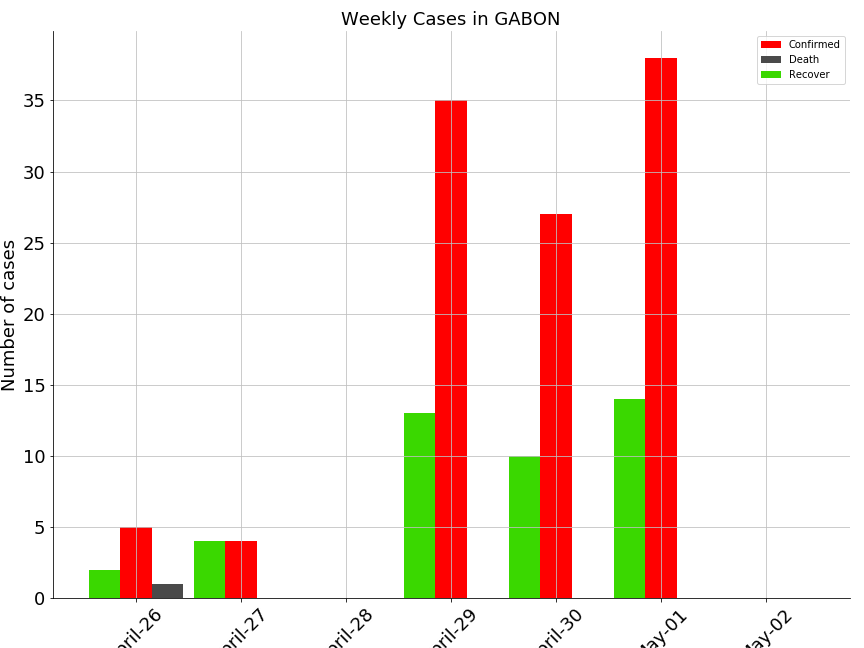 Weekly Cases in GABON
Confirmed
Death
Recover
Number of cases
35
30
25
20
15
10
5
0
pril-26
pril-27
pril-28
pril-29
pril-30
May-01
May-02